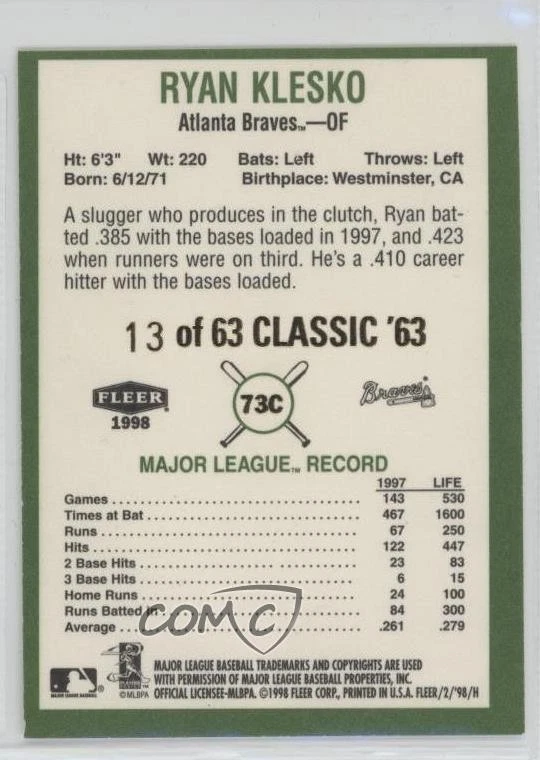 RYAN KLESKO
Atlanta Braves™—OF
Ht: 6'3" Wt: 220 Bats: Left Throws: Left
Born: 6/12/71 Birthplace: Westminster, CA
A slugger who produces in the clutch, Ryan bat-
ted .385 with the bases loaded in 1997, and .423
when runners were on third. He's a .410 career
hitter with the bases loaded.
13 of 63 CLASSIC '63
FLEER
1998
73C
Braves
MAJOR LEAGUE™ RECORD
1997 LIFE
Games 143 530
Times at Bat 467 1600
Runs 67 250
Hits 122 447
2 Base Hits 23 83
3 Base Hits 6 15
Home Runs 24 100
Runs Batted In 84 300
Average .261 .279
COMC
MAJOR LEAGUE BASEBALL TRADEMARKS AND COPYRIGHTS ARE USED
WITH PERMISSION OF MAJOR LEAGUE BASEBALL PROPERTIES, INC.
©MLBPA OFFICIAL LICENSEE-MLBPA. ©1998 FLEER CORP., PRINTED IN U.S.A. FLEER/2/'98/H